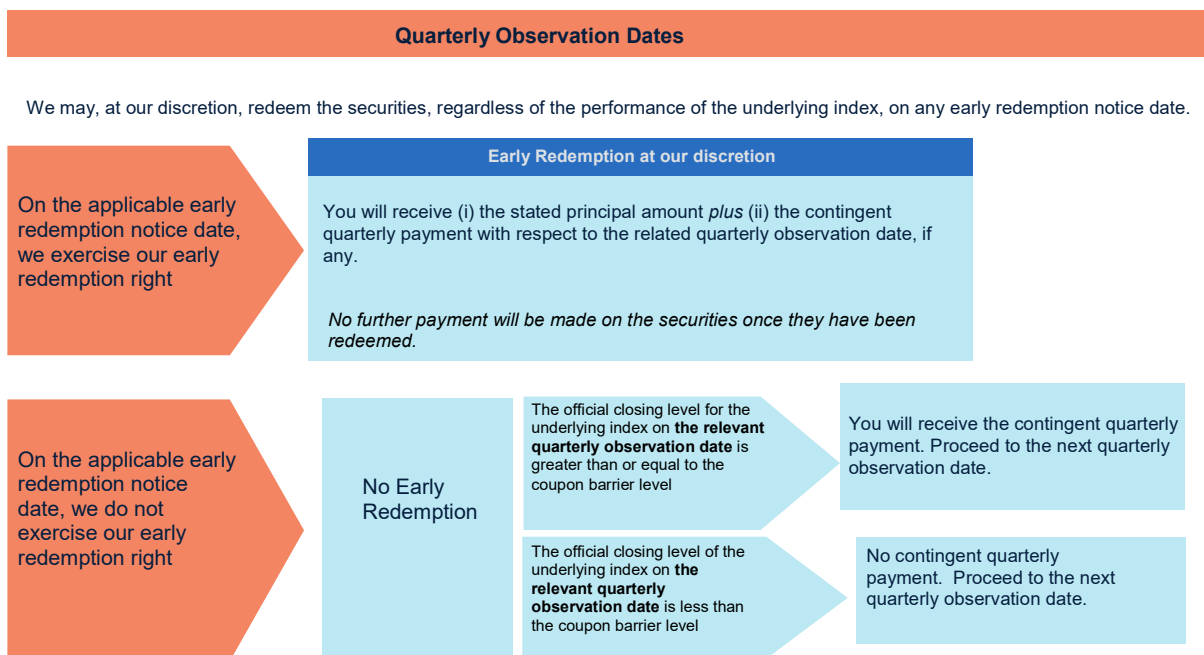 Quarterly Observation Dates
We may, at our discretion, redeem the securities, regardless of the performance of the underlying index, on any early redemption notice date.
On the applicable early
redemption notice date,
we exercise our early
redemption right
Early Redemption at our discretion
You will receive (i) the stated principal amount plus (ii) the contingent
quarterly payment with respect to the related quarterly observation date, if
any.
No further payment will be made on the securities once they have been
redeemed.
On the applicable early
redemption notice
date, we do not
exercise our early
redemption right
No Early
Redemption
The official closing level for the
underlying index on the relevant
quarterly observation date is
greater than or equal to the
coupon barrier level
You will receive the contingent quarterly
payment. Proceed to the next quarterly
observation date.
The official closing level of the
underlying index on the
relevant quarterly
observation date is less than
the coupon barrier level
No contingent quarterly
payment. Proceed to the next
quarterly observation date.